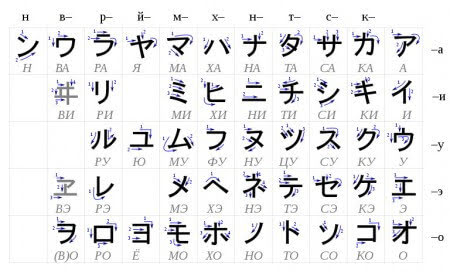 н в– р– й– м– х– н– т– с– к–
ン ワ ラ ヤ マ ハ ナ タ サ カ ア –а
Н ВА РА Я МА ХА НА ТА СА КА А
ヰ リ ミ ヒ ニ チ シ キ イ –и
ВИ РИ МИ ХИ НИ ТИ СИ КИ И
ル ユ ム フ ヌ ツ ス ク ウ –у
РУ Ю МУ ФУ НУ ЦУ СУ КУ У
ヱ レ メ ヘ ネ テ セ ケ エ –э
ВЭ РЭ МЭ ХЭ НЭ ТЭ СЭ КЭ Э
ヲ ロ ヨ モ ホ ノ ト ソ コ オ –о
(В)О РО Ё МО ХО НО ТО СО КО О